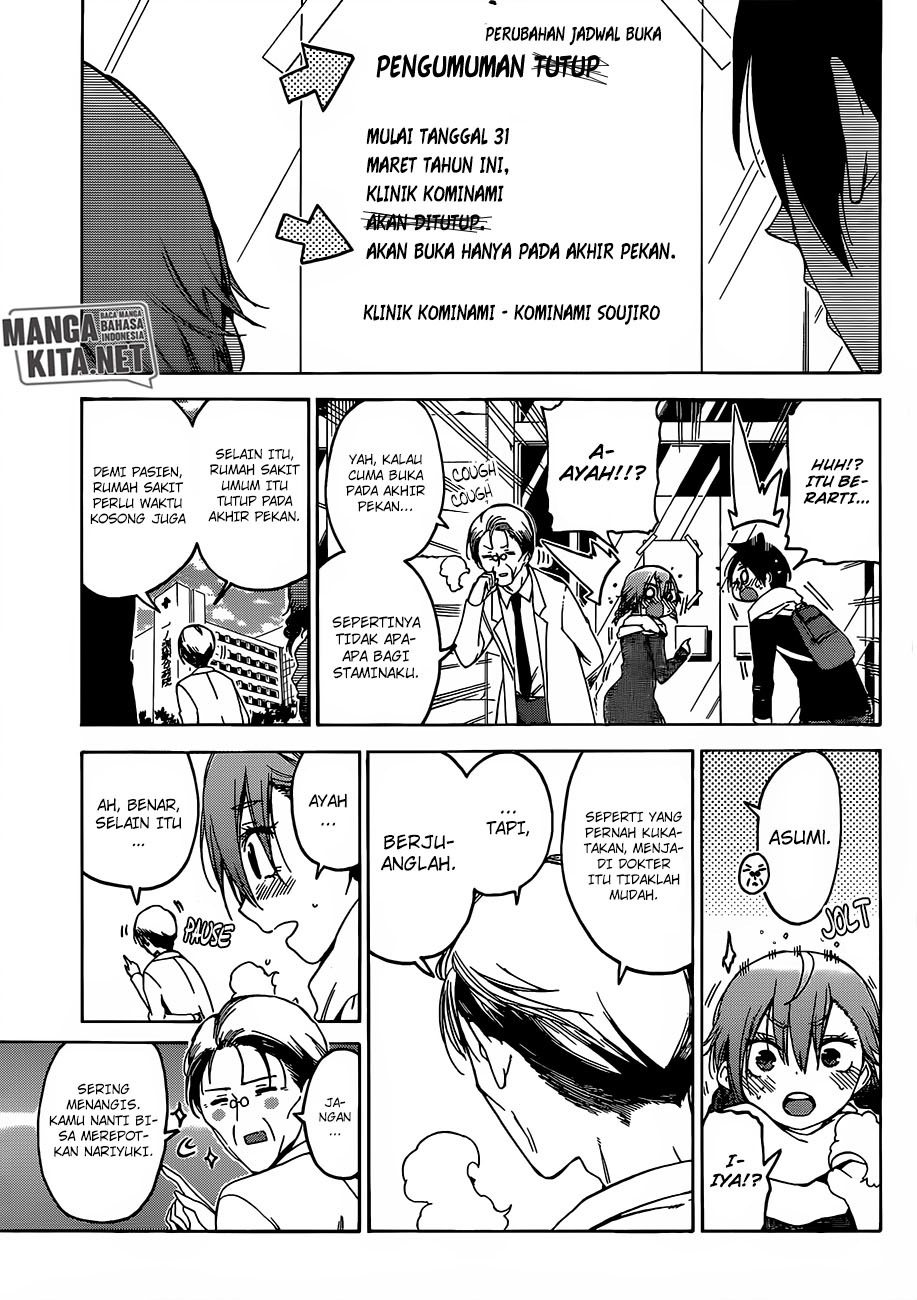 PERUBAHAN JADWAL BUKA
PENGUMUMAN TUTUP
MULAI TANGGAL 31
MARET TAHUN INI,
KLINIK KOMINAMI
AKAN DITUTUP.
AKAN BUKA HANYA PADA AKHIR PEKAN.
KLINIK KOMINAMI - KOMINAMI SOUJIRO
MANGA
KITA.NET
BACA MANGA
BAHASA
INDONESIA
HUH!?
ITU BE-
RARTI...
A-
AYAH!!?
COUGH
COUGH
YAH, KALAU
CUMA BUKA
PADA AKHIR
PEKAN...
SEPERTINYA
TIDAK APA-
APA BAGI
STAMINAKU.
SELAIN ITU,
RUMAH SAKIT
UMUM ITU
TUTUP PADA
AKHIR PEKAN.
DEMI PASIEN,
RUMAH SAKIT
PERLU WAKTU
KOSONG JUGA
ASUMI.
JOLT
I-
IYA!?
SEPERTI YANG
PERNAH KUKA-
TAKAN, MENJA-
DI DOKTER
ITU TIDAKLAH
MUDAH.
...
TAPI,
BERJU-
ANGLAH.
AYAH
...
AH, BENAR,
SELAIN ITU
...
PAUSE
JA-
NGAN
...
SERING
MENANGIS.
KAMU NANTI BI-
SA MEREPOT-
KAN NARIYUKI.